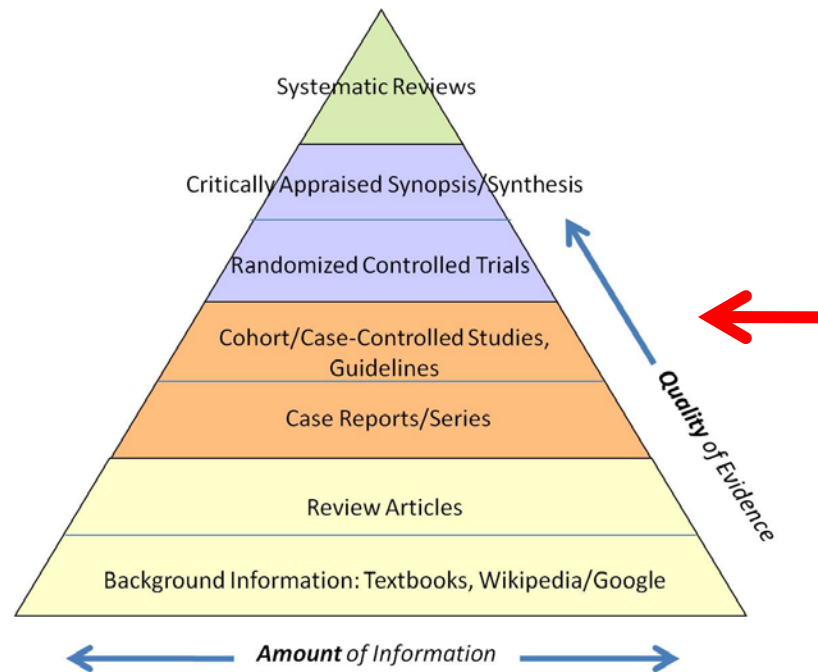 Systematic Reviews
Critically Appraised Synopsis/Synthesis
Randomized Controlled Trials
Cohort/Case-Controlled Studies,
Guidelines
Case Reports/Series
Quality of Evidence
Review Articles
Background Information: Textbooks, Wikipedia/Google
Amount of Information